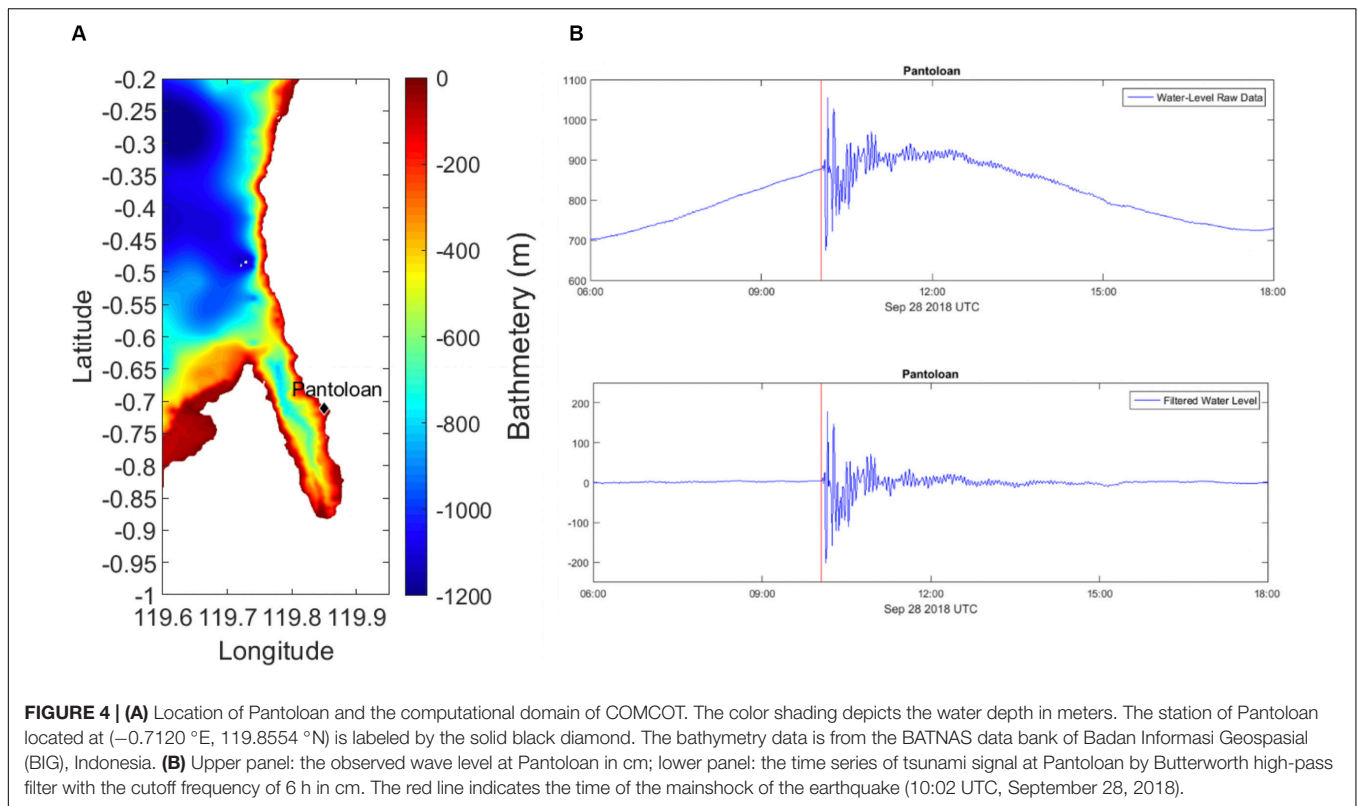 A
-0.2
-0.25
-0.3
-0.35
-0.4
-0.45
-0.5
-0.55
-0.6
-0.65
-0.7
-0.75
-0.8
-0.85
-0.9
-0.95
-1
119.6 119.7 119.8 119.9
Latitude
Longitude
Pantoloan
0
-200
-400
-600
-800
-1000
-1200
Bathmetery (m)
B
Pantoloan
1100
1000
900
800
700
600
Water-Level Raw Data
06:00 09:00 12:00 15:00 18:00
Sep 28 2018 UTC
Pantoloan
200
100
0
-100
-200
Filtered Water Level
06:00 09:00 12:00 15:00 18:00
Sep 28 2018 UTC
FIGURE 4 | (A) Location of Pantoloan and the computational domain of COMCOT. The color shading depicts the water depth in meters. The station of Pantoloan
located at (−0.7120 °E, 119.8554 °N) is labeled by the solid black diamond. The bathymetry data is from the BATNAS data bank of Badan Informasi Geospasial
(BIG), Indonesia. (B) Upper panel: the observed wave level at Pantoloan in cm; lower panel: the time series of tsunami signal at Pantoloan by Butterworth high-pass
filter with the cutoff frequency of 6 h in cm. The red line indicates the time of the mainshock of the earthquake (10:02 UTC, September 28, 2018).